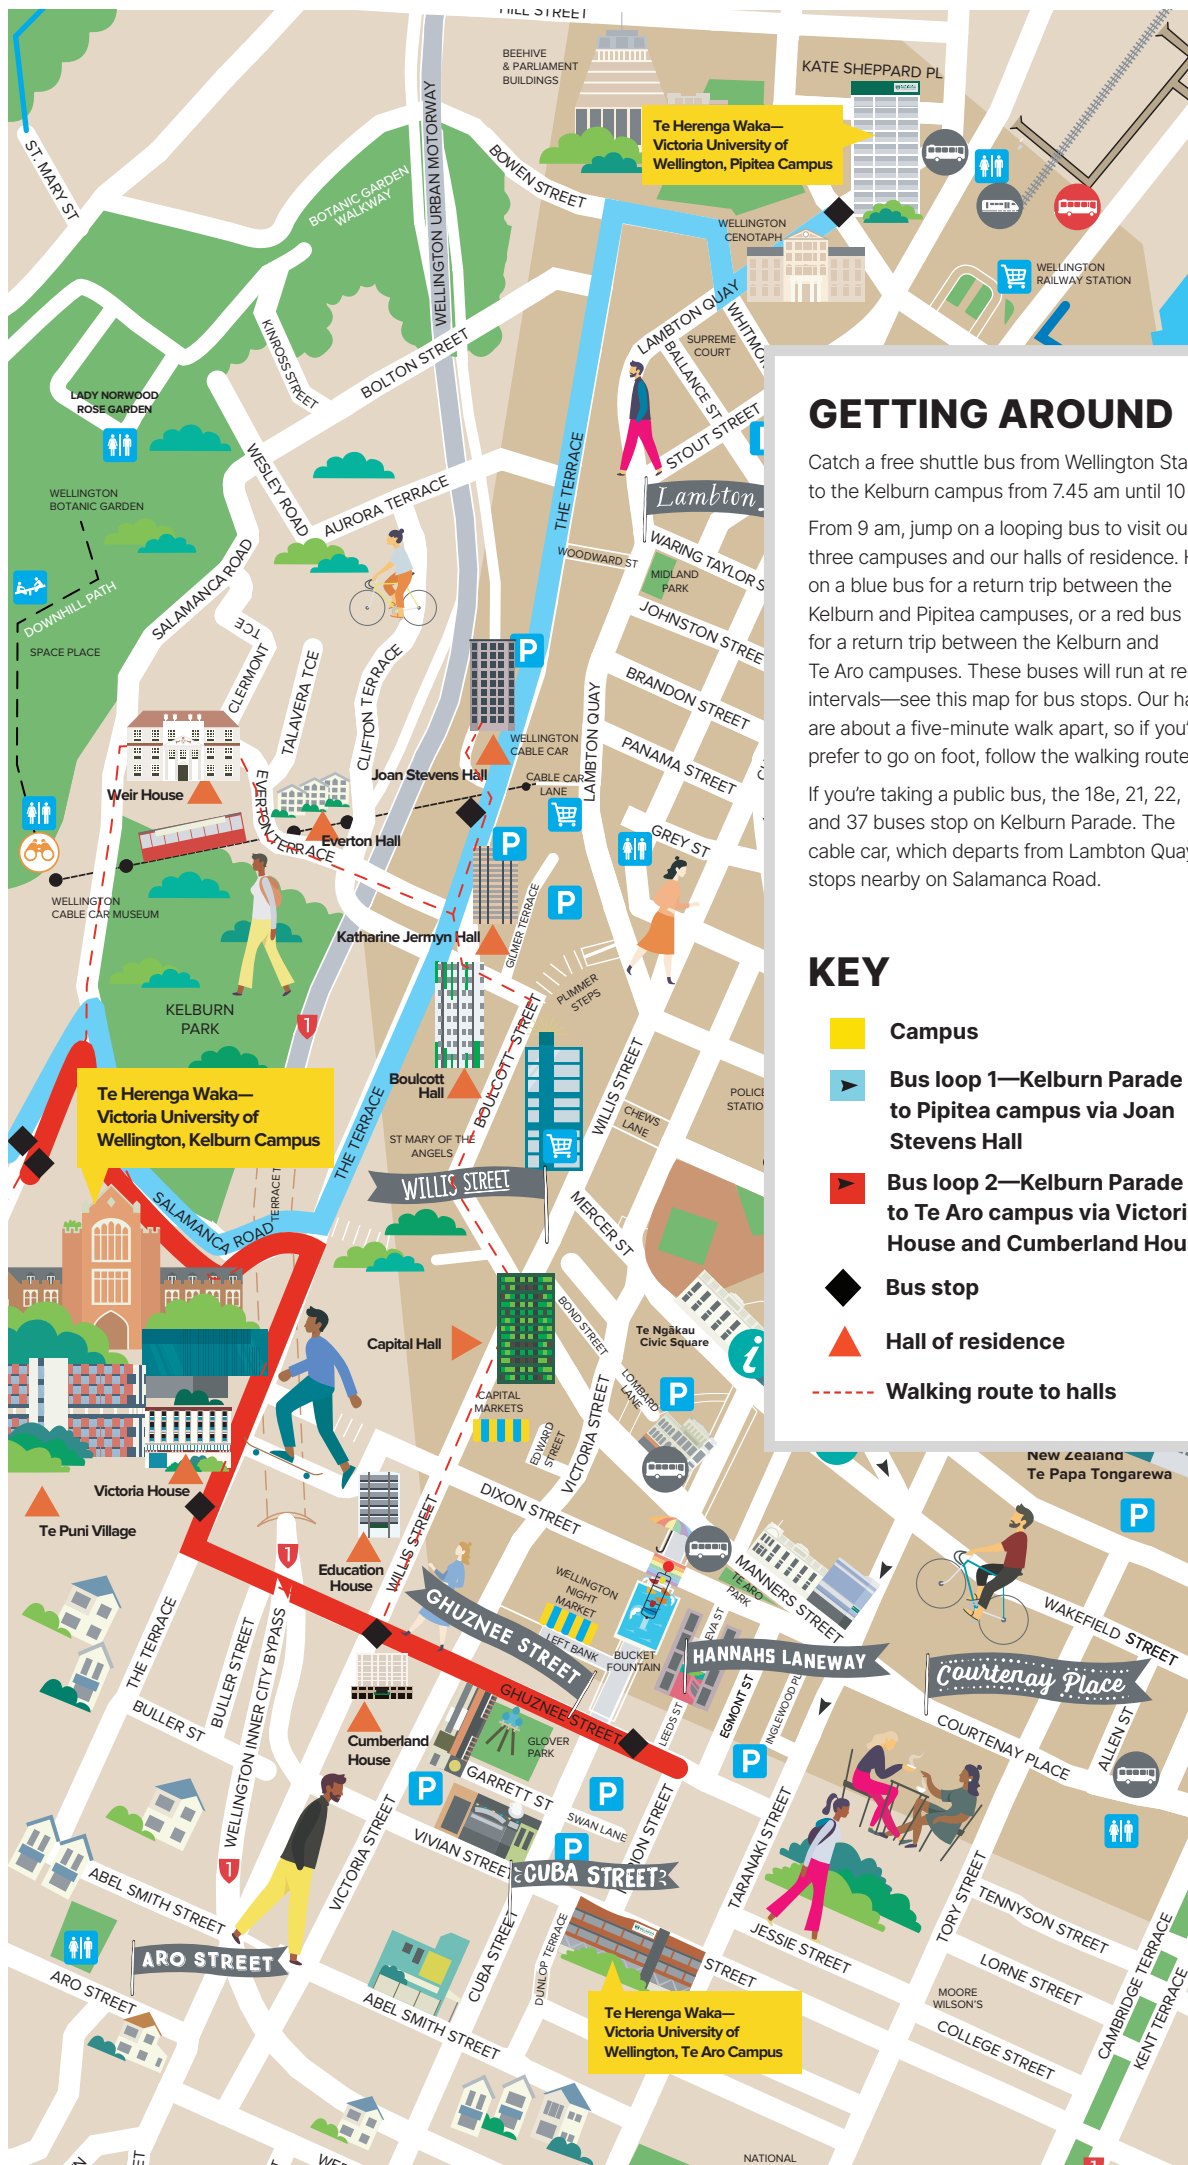 HILL STREET
BEEHIVE
& PARLIAMENT
BUILDINGS
KATE SHEPPARD PL
Te Herenga Waka—
Victoria University of
Wellington, Pipitea Campus
ST. MARY ST
BOTANIC GARDEN
WALKWAY
WELLINGTON URBAN MOTORWAY
BOWEN STREET
WELLINGTON
CENOTAPH
WELLINGTON
RAILWAY STATION
LAMBTON QUAY
SUPREME
COURT
BALLANCE ST
STOUT STREET
KINROSS STREET
BOLTON STREET
LADY NORWOOD
ROSE GARDEN
WESLEY ROAD
AURORA TERRACE
THE TERRACE
Lambton
WELLINGTON
BOTANIC GARDEN
WOODWARD ST
WARING TAYLOR S
MIDLAND
PARK
DOWNHILL PATH
SALAMANCA ROAD
SPACE PLACE
JOHNSTON STREE
CLERMONT
TCE
TALAVERA TCE
CLIFTON TERRACE
P
BRANDON STREET
LAMBTON QUAY
PANAMA STREET
WELLINGTON
CABLE CAR
Joan Stevens Hall
CABLE CAR
LANE
Weir House
EVERTON TERRACE
Everton Hall
GREY ST
P
WELLINGTON
CABLE CAR MUSEUM
P
Katharine Jermyn Hall
GILMER TERRACE
PLIMMER
STEPS
KELBURN
PARK
1
Boulcott
Hall
BOULCOTT STREET
WILLIS STREET
CHEWS
LANE
POLICE
STATIO
Te Herenga Waka—
Victoria University of
Wellington, Kelburn Campus
THE TERRACE
ST MARY OF THE
ANGELS
WILLIS STREET
MERCER ST
SALAMANCA ROAD
TERRACE T
Capital Hall
BOND STREET
Te Ngākau
Civic Square
i
LOMBARD
LANE
P
CAPITAL
MARKETS
EDWARD
STREET
VICTORIA STREET
GETTING AROUND
Catch a free shuttle bus from Wellington Sta
to the Kelburn campus from 7.45 am until 10
From 9 am, jump on a looping bus to visit ou
three campuses and our halls of residence. H
on a blue bus for a return trip between the
Kelburn and Pipitea campuses, or a red bus
for a return trip between the Kelburn and
Te Aro campuses. These buses will run at re
intervals—see this map for bus stops. Our ha
are about a five-minute walk apart, so if you'
prefer to go on foot, follow the walking route
If you're taking a public bus, the 18e, 21, 22,
and 37 buses stop on Kelburn Parade. The
cable car, which departs from Lambton Quay
stops nearby on Salamanca Road.
KEY
Campus
Bus loop 1—Kelburn Parade
to Pipitea campus via Joan
Stevens Hall
Bus loop 2—Kelburn Parade
to Te Aro campus via Victori
House and Cumberland Hou
Bus stop
Hall of residence
Walking route to halls
New Zealand
Te Papa Tongarewa
P
Victoria House
Te Puni Village
DIXON STREET
WILLIS STREET
1
Education
House
WELLINGTON
NIGHT
MARKET
LEFT BANK
MANNERS STREET
TE ARO
PARK
BUCKET
FOUNTAIN
EVA ST
GHUZNEE STREET
HANNAHS LANEWAY
WAKEFIELD STREET
Courtenay Place
THE TERRACE
BULLER STREET
BULLER ST
WELLINGTON INNER CITY BYPASS
GHUZNEE STREET
LEEDS ST
EGMONT ST
INGLEWOOD PL
COURTENAY PLACE
ALLEN ST
Cumberland
House
GLOVER
PARK
P
GARRETT ST
P
P
SWAN LANE
P
VIVIAN STREET
VICTORIA STREET
ION STREET
CUBA STREET
TARANAKI STREET
TORY STREET
1
ABEL SMITH STREET
ARO STREET
ARO STREET
CUBA STREET
DUNLOP TERRACE
ABEL SMITH STREET
STREET
JESSIE STREET
TENNYSON STREET
LORNE STREET
MOORE
WILSON'S
COLLEGE STREET
CAMBRIDGE TERRACE
KENT TERRACE
Te Herenga Waka—
Victoria University of
Wellington, Te Aro Campus
NATIONAL
1